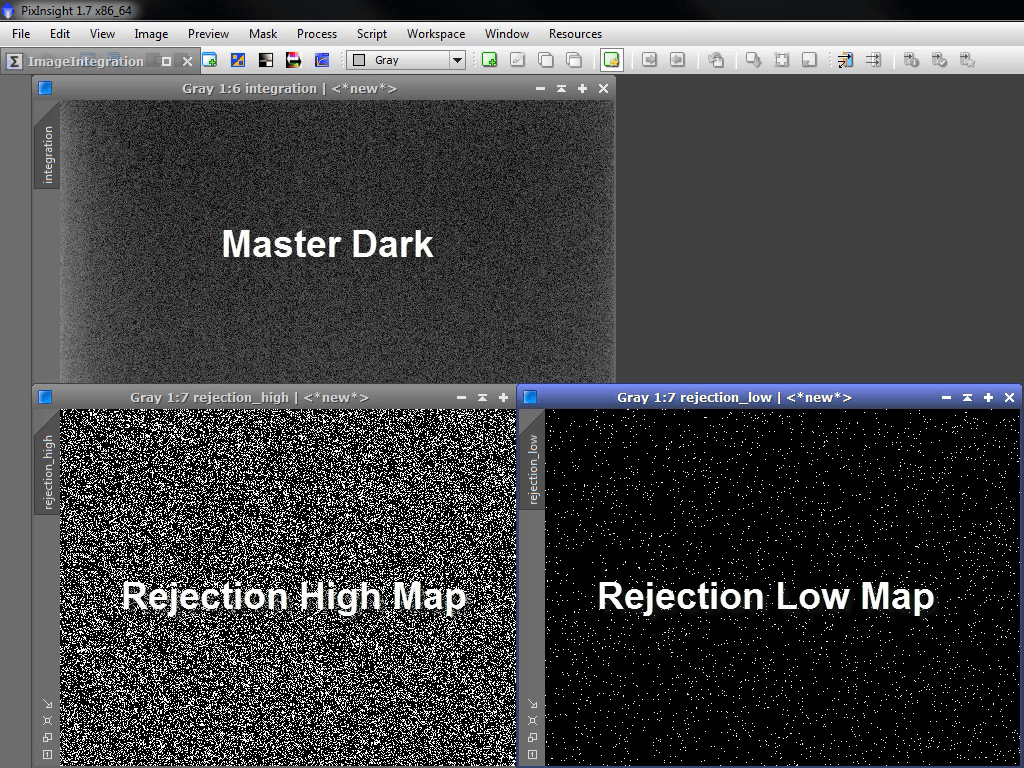 PixInsight 1.7 x86_64
File Edit View Image Preview Mask Process Script Workspace Window Resources
ImageIntegration
Gray
Gray 1:6 integration | <*new*>
integration
Master Dark
Gray 1:7 rejection_high | <*new*>
rejection_high
Rejection High Map
Gray 1:7 rejection_low | <*new*>
rejection_low
Rejection Low Map